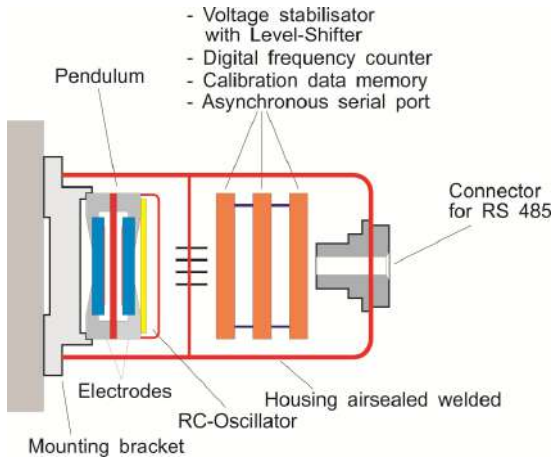 - Voltage stabilisator
with Level-Shifter
- Digital frequency counter
- Calibration data memory
- Asynchronous serial port
Pendulum
Connector
for RS 485
Electrodes
Housing airsealed welded
RC-Oscillator
Mounting bracket